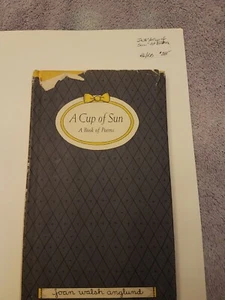 A Cup of Sun
A Book of Poems
joan walsh anglund